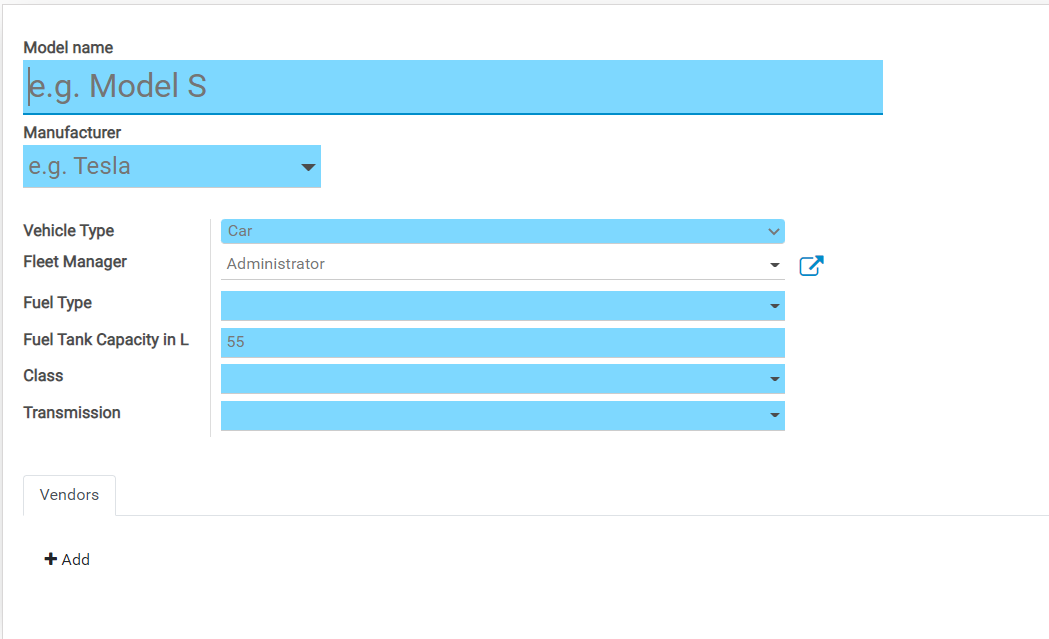 Model name
e.g. Model S
Manufacturer
e.g. Tesla
Vehicle Type
Car
Fleet Manager
Administrator
Fuel Type
Fuel Tank Capacity in L
55
Class
Transmission
Vendors
+ Add